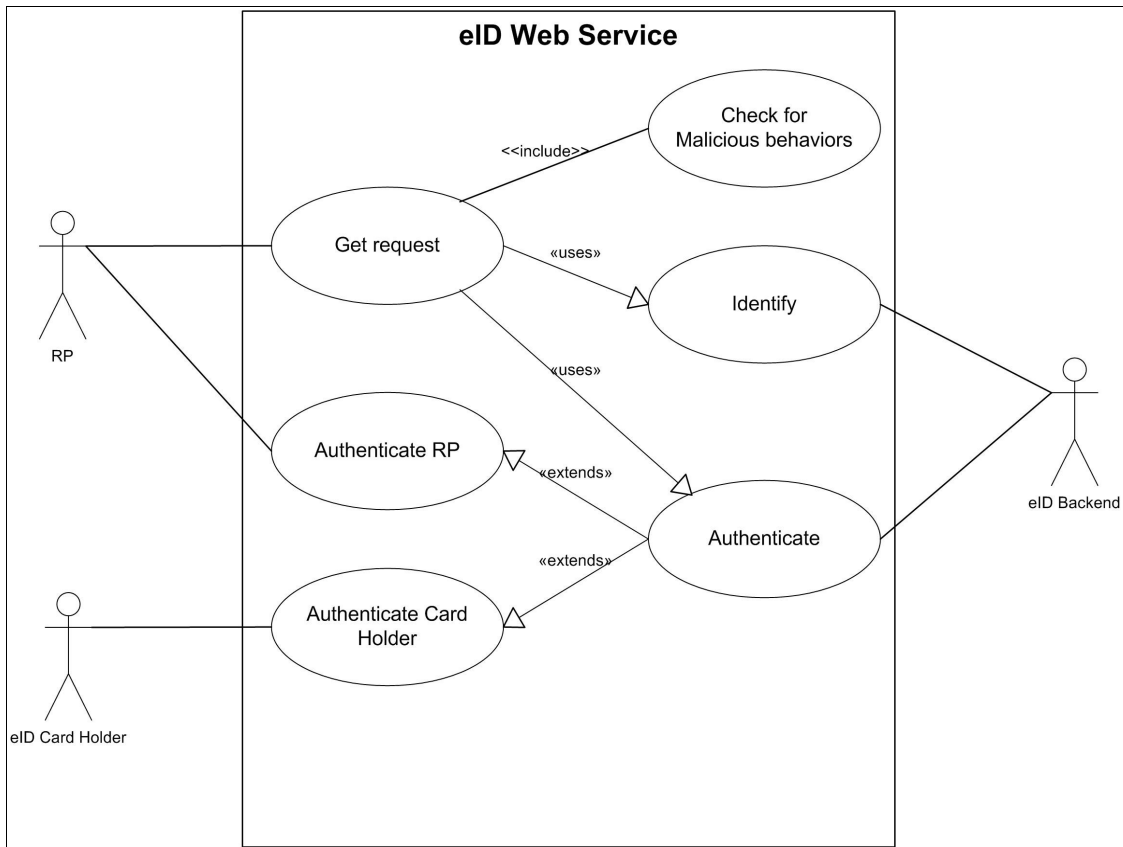 eID Web Service
Check for
Malicious behaviors
<<include>>
Get request
«uses»
Identify
RP
«uses»
Authenticate RP
«extends»
eID Backend
Authenticate
«extends»
Authenticate Card
Holder
eID Card Holder